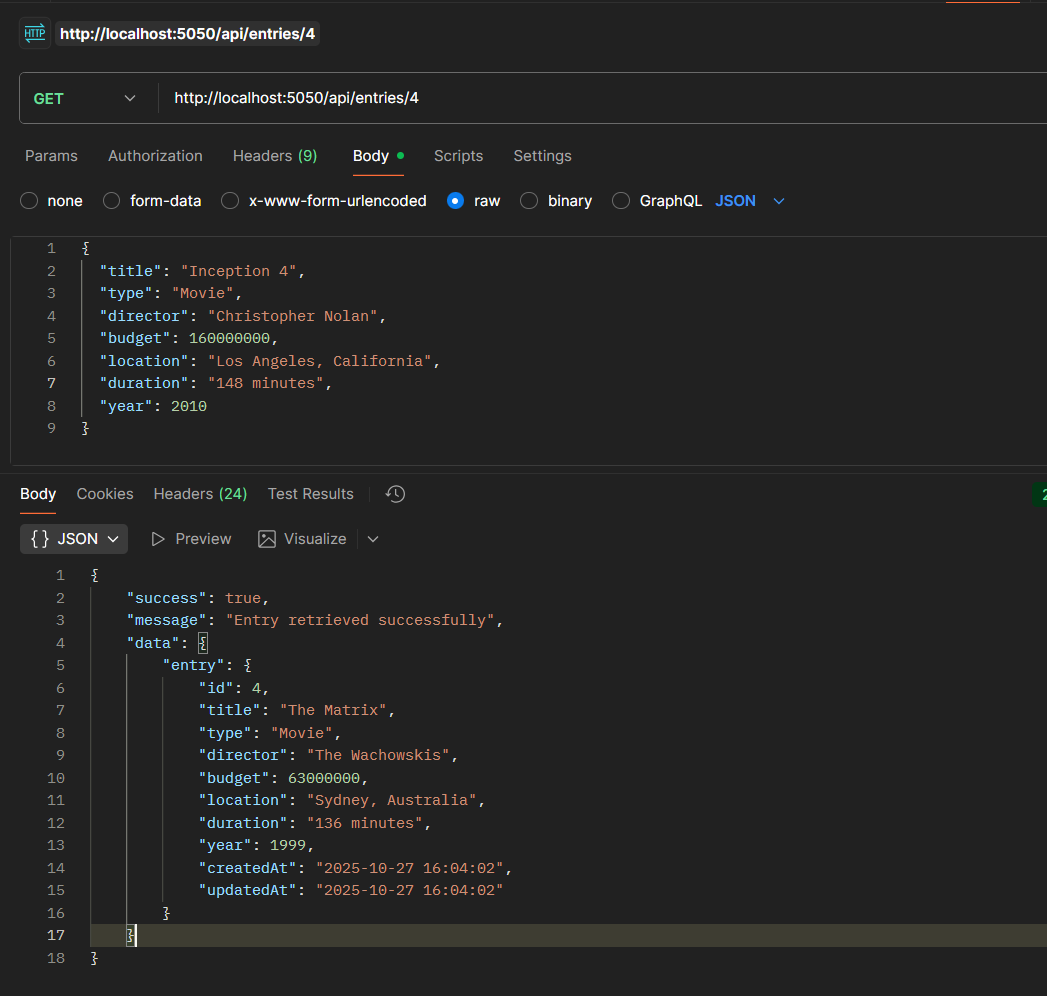 HTTP http://localhost:5050/api/entries/4
GET http://localhost:5050/api/entries/4
Params Authorization Headers (9) Body Scripts Settings
none form-data x-www-form-urlencoded raw binary GraphQL JSON
1 {
2 "title": "Inception 4",
3 "type": "Movie",
4 "director": "Christopher Nolan",
5 "budget": 160000000,
6 "location": "Los Angeles, California",
7 "duration": "148 minutes",
8 "year": 2010
9 }
Body Cookies Headers (24) Test Results
{ } JSON Preview Visualize
1 {
2 "success": true,
3 "message": "Entry retrieved successfully",
4 "data": {
5 "entry": {
6 "id": 4,
7 "title": "The Matrix",
8 "type": "Movie",
9 "director": "The Wachowskis",
10 "budget": 63000000,
11 "location": "Sydney, Australia",
12 "duration": "136 minutes",
13 "year": 1999,
14 "createdAt": "2025-10-27 16:04:02",
15 "updatedAt": "2025-10-27 16:04:02"
16 }
17 }
18 }